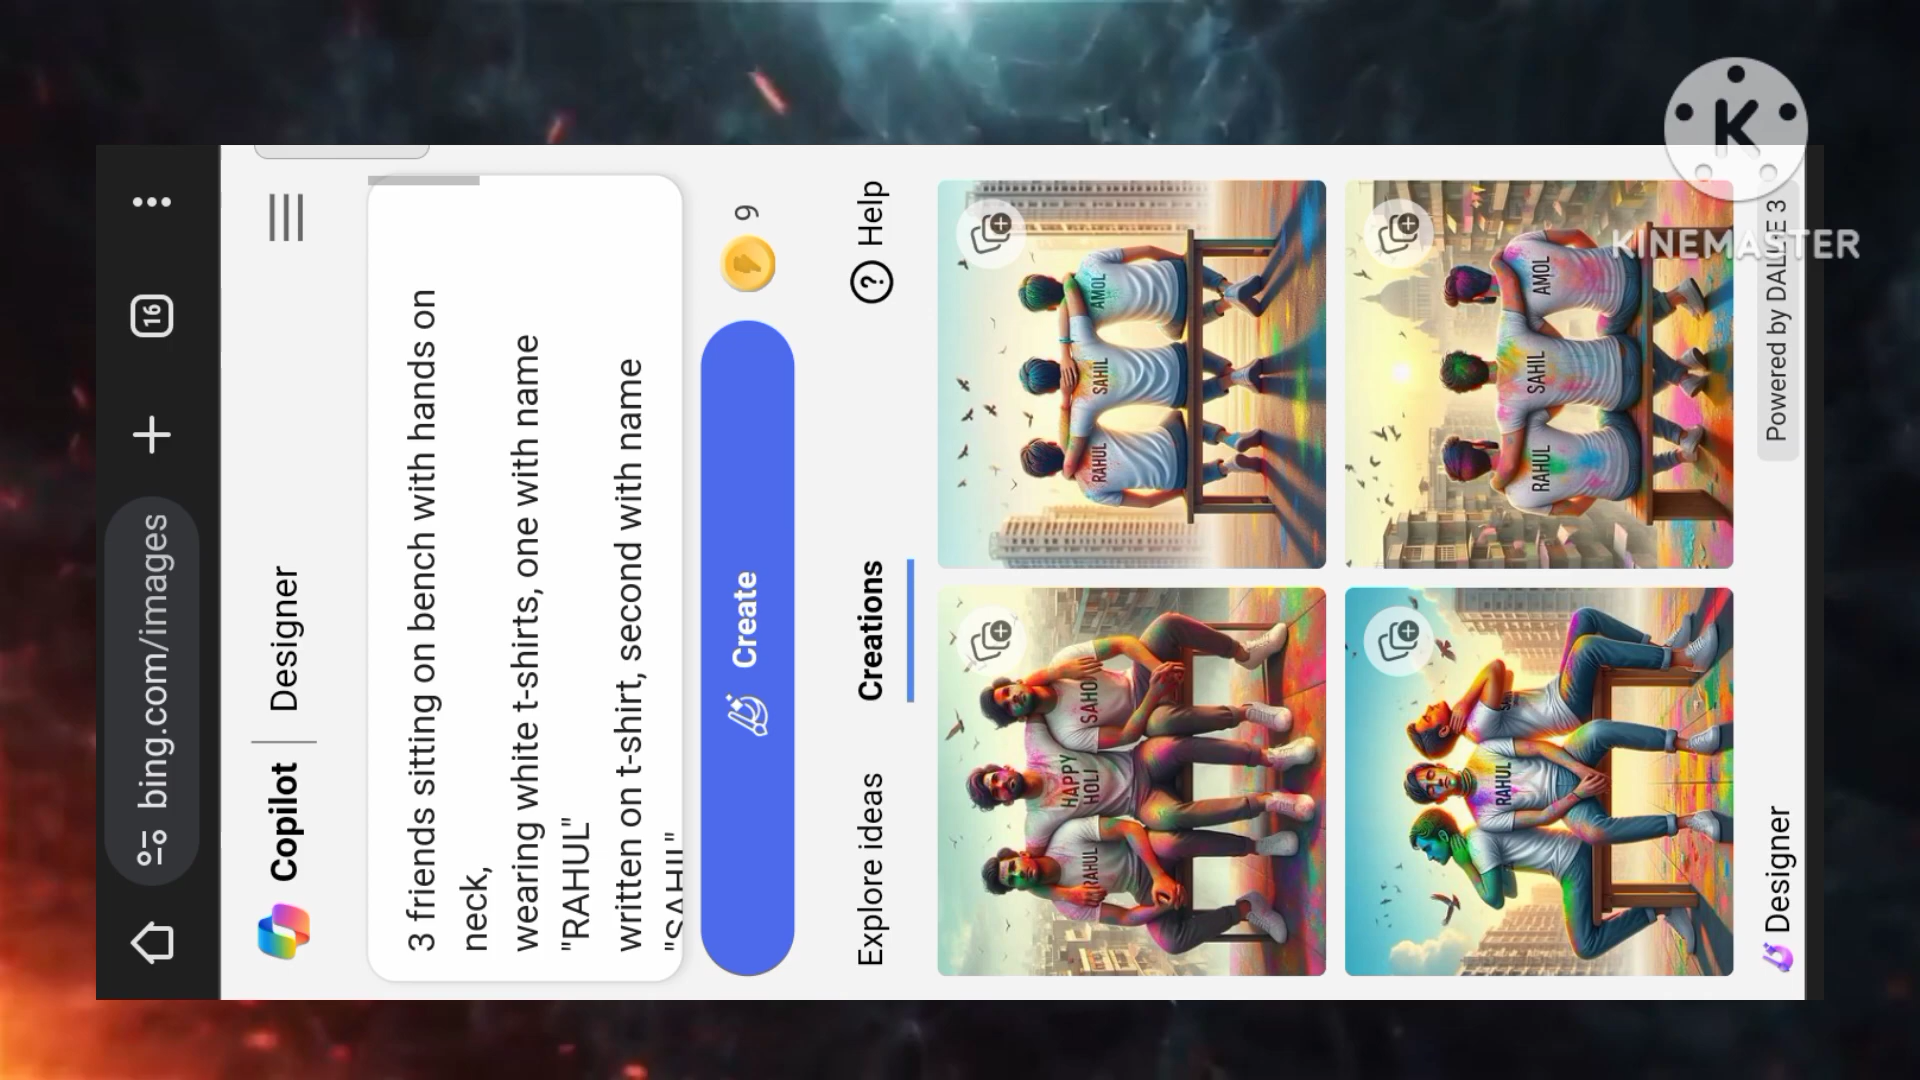 16
bing.com/images
Copilot | Designer
3 friends sitting on bench with hands on
neck,
wearing white t-shirts, one with name
"RAHUL"
written on t-shirt, second with name
"SAHIL"
Create
9
Explore ideas
Creations
Help
RAHUL
HAPPY
HOLI
SAHO
RAHUL
SAHIL
AMOL
RAHUL
RAHUL
SAHIL
AMOL
Designer
Powered by DALL·E 3
K
KINEMASTER